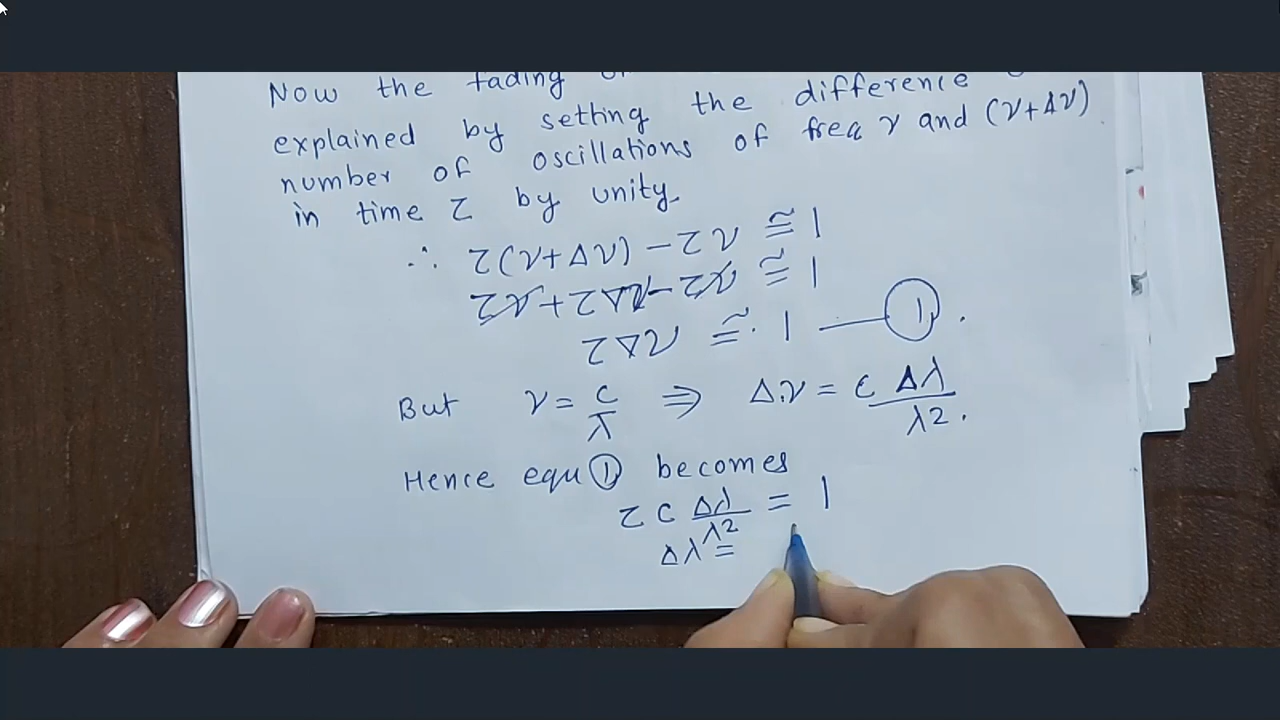 Now the fading
explained by setting the difference
number of oscillations of freq ν and (ν+Δν)
in time τ by unity
∴ τ(ν+Δν) - τν ≅ 1
τν + τΔν - τν ≅ 1
τΔν ≅ 1 — ①
But ν = c/λ ⇒ Δν = c Δλ/λ2.
Hence equ ① becomes
τ c Δλ/λ2 = 1
Δλ =